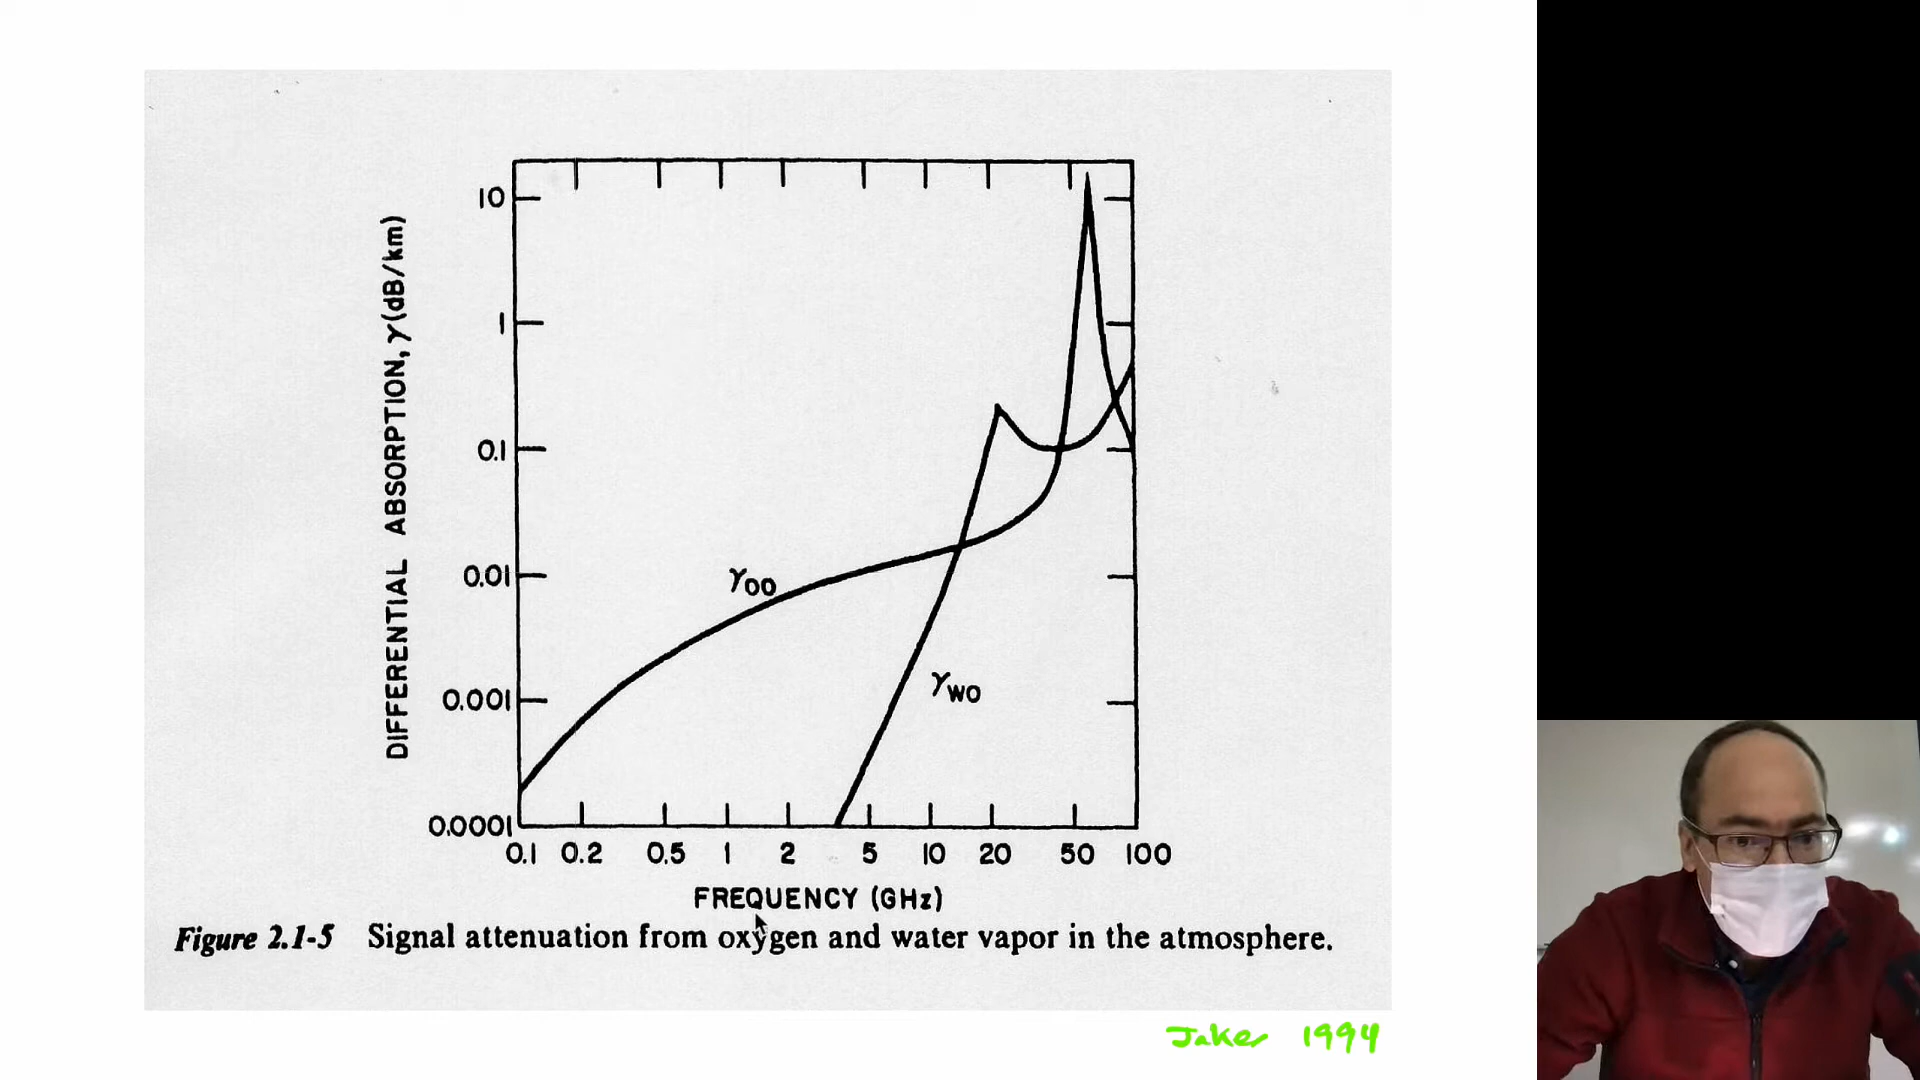 10
1
0.1
0.01
0.001
0.0001
DIFFERENTIAL ABSORPTION, γ (dB/km)
γOO
γWO
0.1 0.2 0.5 1 2 5 10 20 50 100
FREQUENCY (GHz)
Figure 2.1-5 Signal attenuation from oxygen and water vapor in the atmosphere.
Jakes 1994